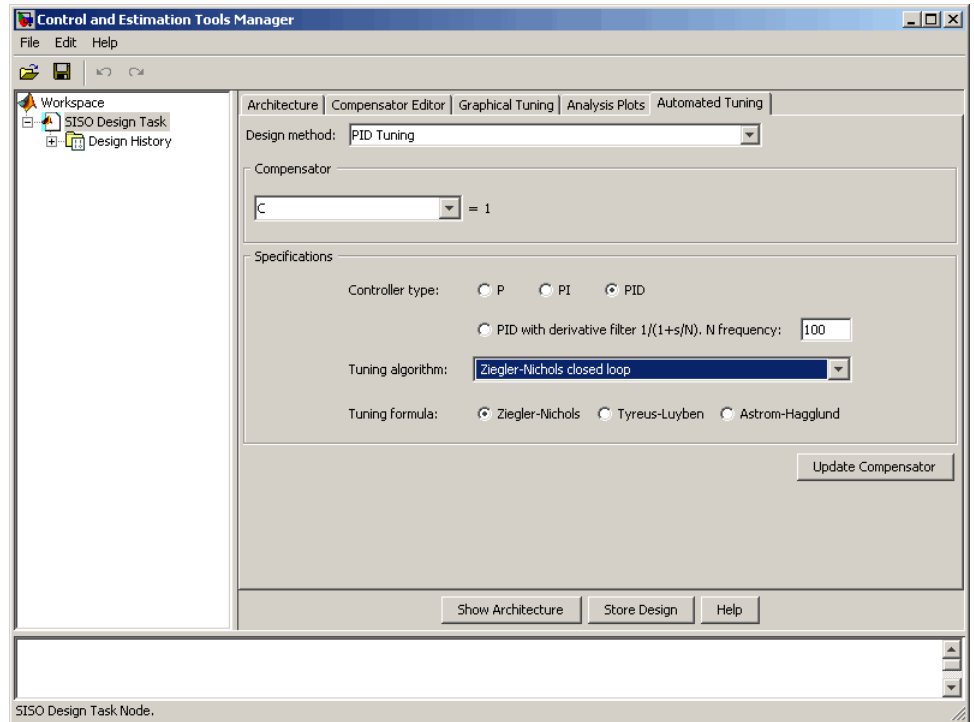 Control and Estimation Tools Manager
File Edit Help
Workspace
SISO Design Task
Design History
Architecture Compensator Editor Graphical Tuning Analysis Plots Automated Tuning
Design method: PID Tuning
Compensator
C = 1
Specifications
Controller type: P PI PID
PID with derivative filter 1/(1+s/N). N frequency: 100
Tuning algorithm: Ziegler-Nichols closed loop
Tuning formula: Ziegler-Nichols Tyreus-Luyben Astrom-Hagglund
Update Compensator
Show Architecture Store Design Help
SISO Design Task Node.